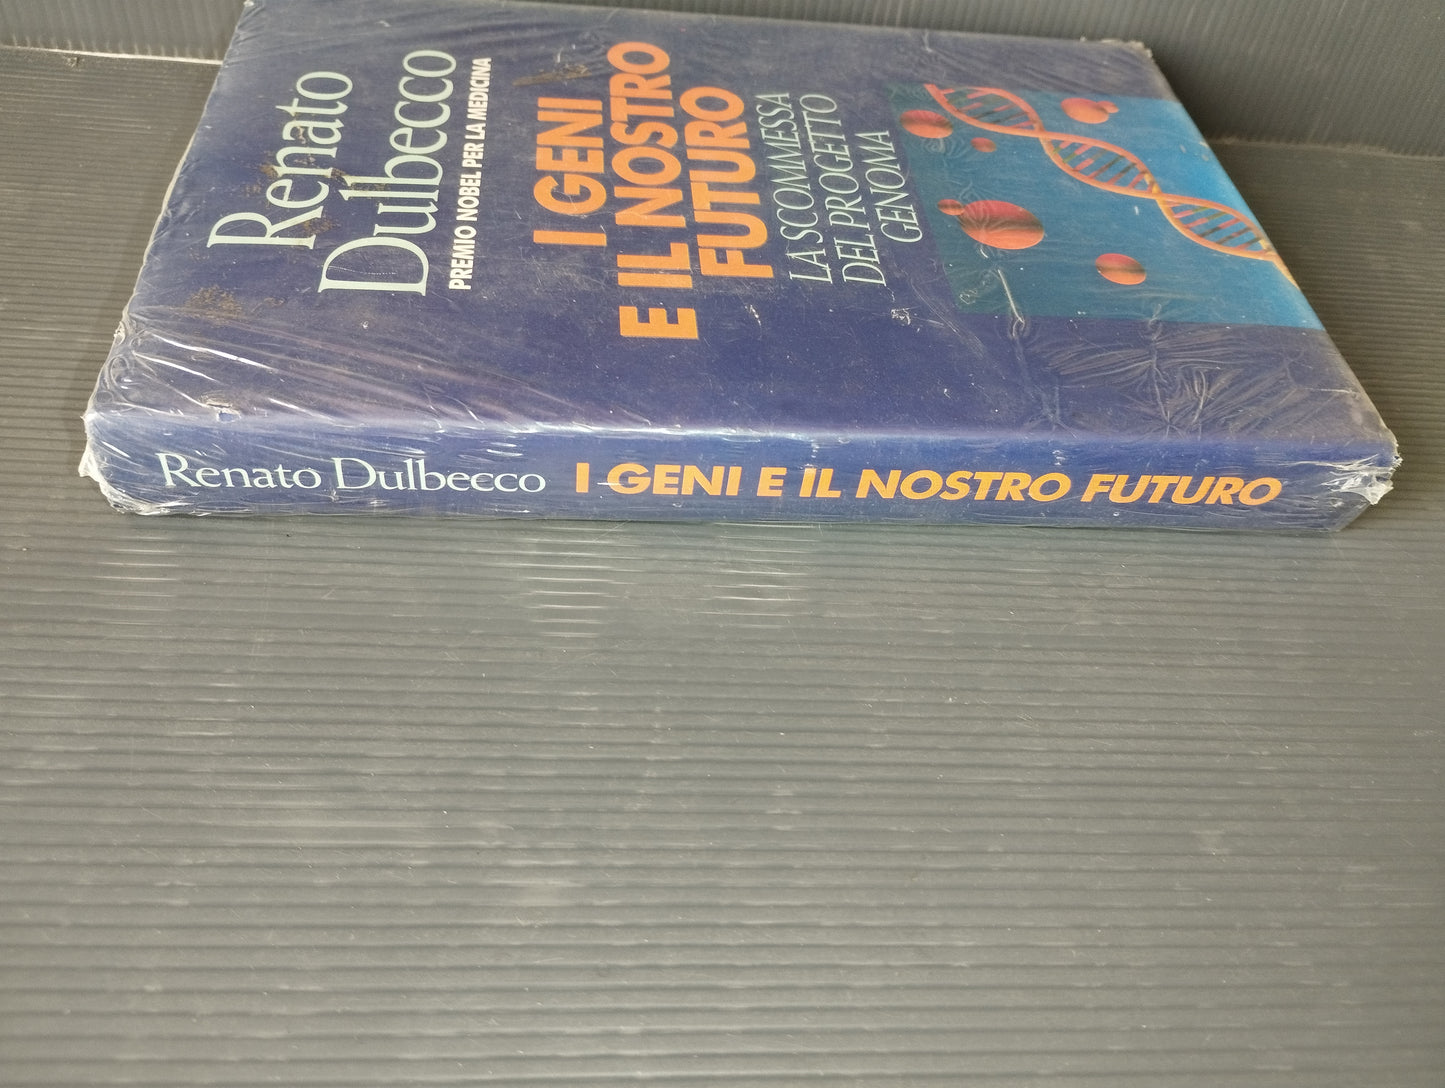 Renato
Dulbecco
PREMIO NOBEL PER LA MEDICINA
I GENI
E IL NOSTRO
FUTURO
LA SCOMMESSA
DEL PROGETTO
GENOMA
Renato Dulbecco I GENI E IL NOSTRO FUTURO